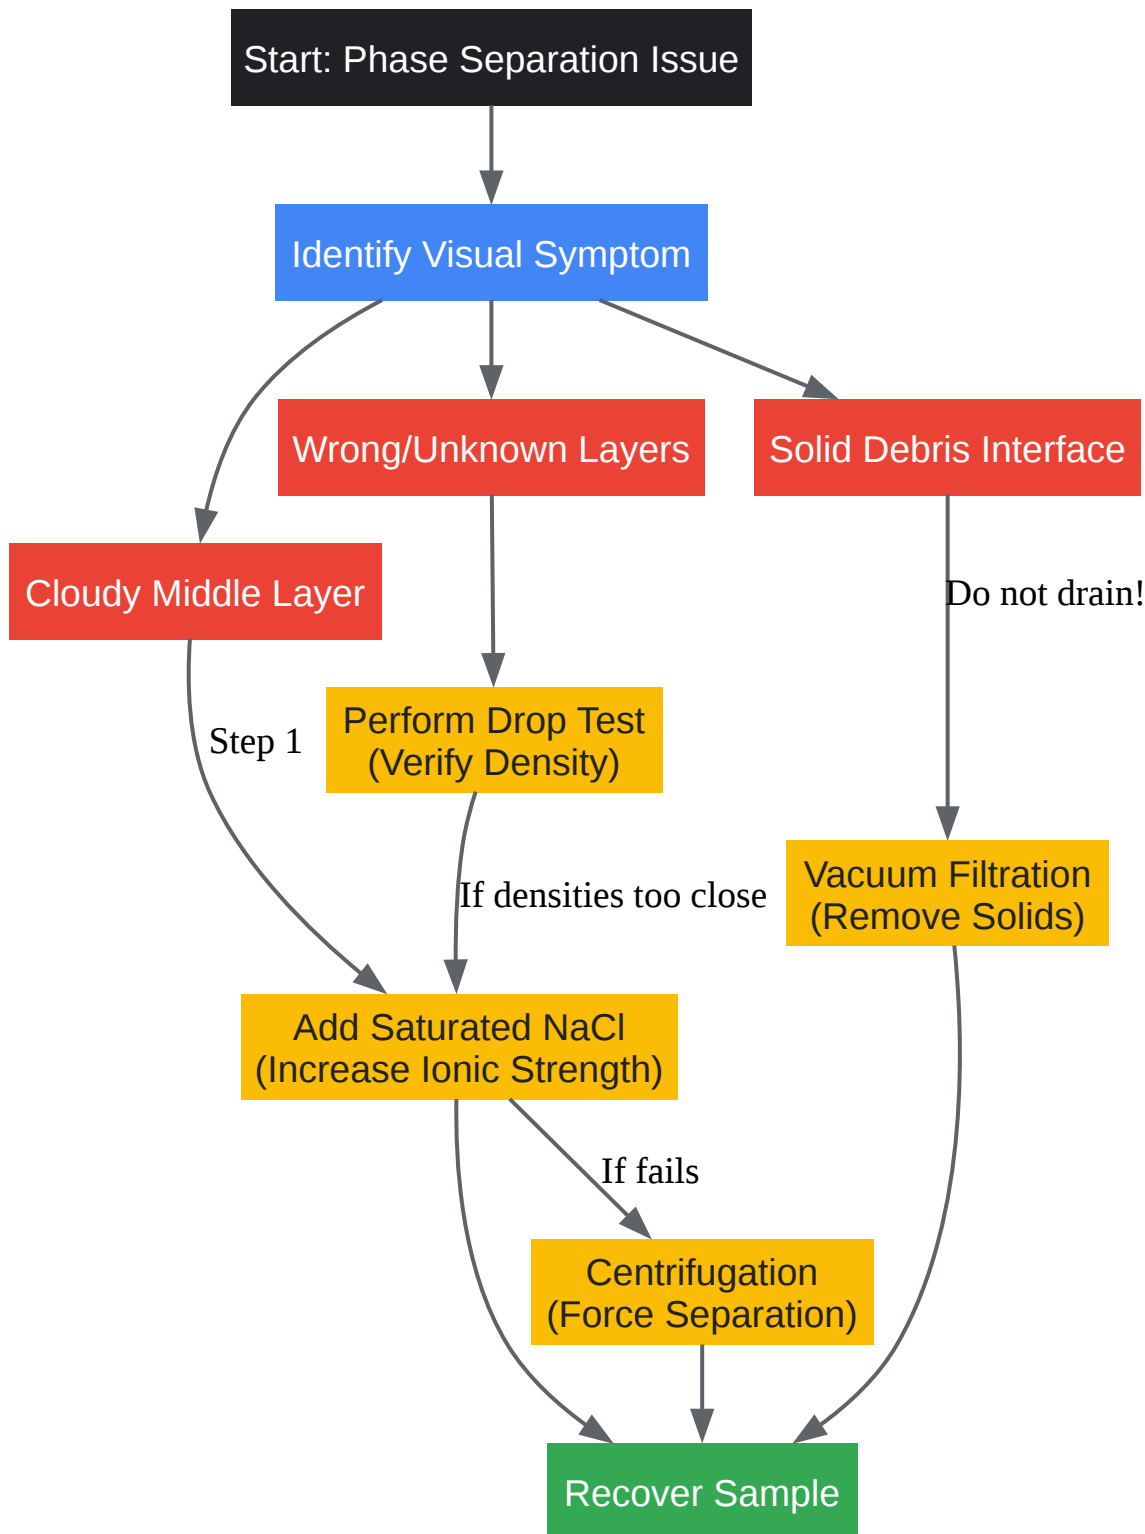 Start: Phase Separation Issue
Identify Visual Symptom
Wrong/Unknown Layers
Solid Debris Interface
Cloudy Middle Layer
Do not drain!
Step 1
Perform Drop Test
(Verify Density)
If densities too close
Vacuum Filtration
(Remove Solids)
Add Saturated NaCl
(Increase Ionic Strength)
If fails
Centrifugation
(Force Separation)
Recover Sample